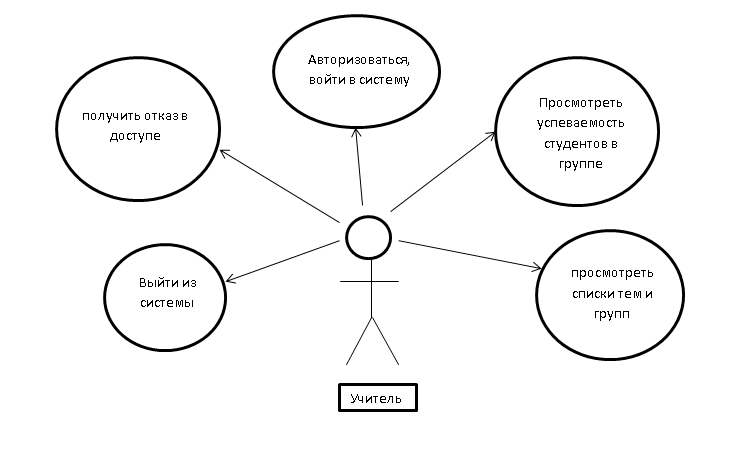 Авторизоваться,
войти в систему
получить отказ в
доступе
Просмотреть
успеваемость
студентов в
группе
Выйти из
системы
просмотреть
списки тем и
групп
Учитель